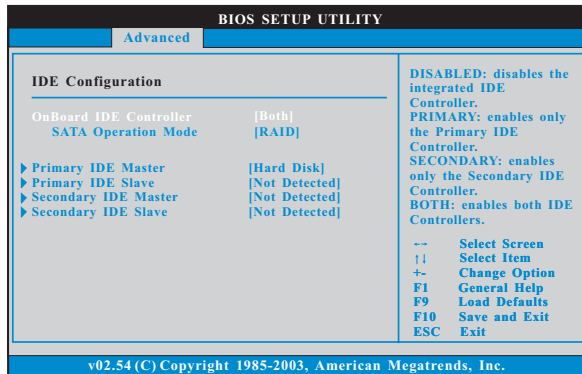 BIOS SETUP UTILITY
Advanced
IDE Configuration
OnBoard IDE Controller [Both]
SATA Operation Mode [RAID]
Primary IDE Master [Hard Disk]
Primary IDE Slave [Not Detected]
Secondary IDE Master [Not Detected]
Secondary IDE Slave [Not Detected]
DISABLED: disables the
integrated IDE
Controller.
PRIMARY: enables only
the Primary IDE
Controller.
SECONDARY: enables
only the Secondary IDE
Controller.
BOTH: enables both IDE
Controllers.
←→ Select Screen
↑↓ Select Item
+- Change Option
F1 General Help
F9 Load Defaults
F10 Save and Exit
ESC Exit
v02.54 (C) Copyright 1985-2003, American Megatrends, Inc.